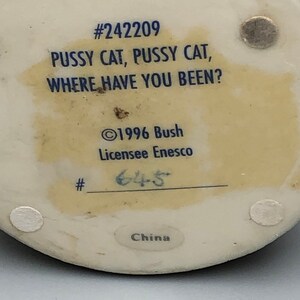 #242209
PUSSY CAT, PUSSY CAT,
WHERE HAVE YOU BEEN?
©1996 Bush
Licensee Enesco
# 645
China